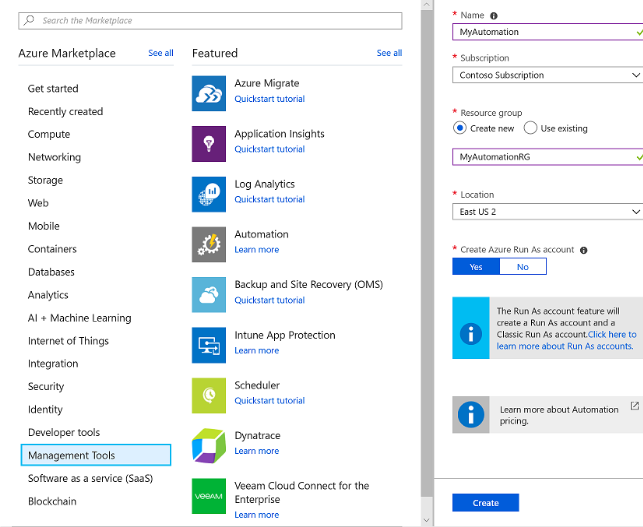 Search the Marketplace
Azure Marketplace See all
Get started
Recently created
Compute
Networking
Storage
Web
Mobile
Containers
Databases
Analytics
AI + Machine Learning
Internet of Things
Integration
Security
Identity
Developer tools
Management Tools
Software as a service (SaaS)
Blockchain
Featured See all
Azure Migrate
Quickstart tutorial
Application Insights
Quickstart tutorial
Log Analytics
Quickstart tutorial
Automation
Learn more
Backup and Site Recovery (OMS)
Quickstart tutorial
Intune App Protection
Learn more
Scheduler
Quickstart tutorial
Dynatrace
Learn more
VEEAM
Veeam Cloud Connect for the
Enterprise
Learn more
* Name
MyAutomation
* Subscription
Contoso Subscription
* Resource group
Create new Use existing
MyAutomationRG
* Location
East US 2
* Create Azure Run As account
Yes No
The Run As account feature will
create a Run As account and a
Classic Run As account.Click here to
learn more about Run As accounts.
Learn more about Automation
pricing.
Create